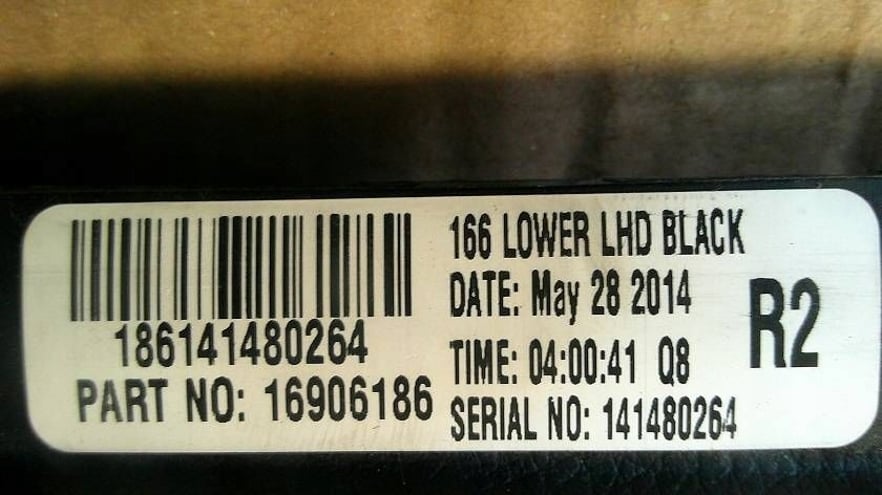 186141480264
PART NO: 16906186
166 LOWER LHD BLACK
DATE: May 28 2014
TIME: 04:00:41 Q8
SERIAL NO: 141480264
R2